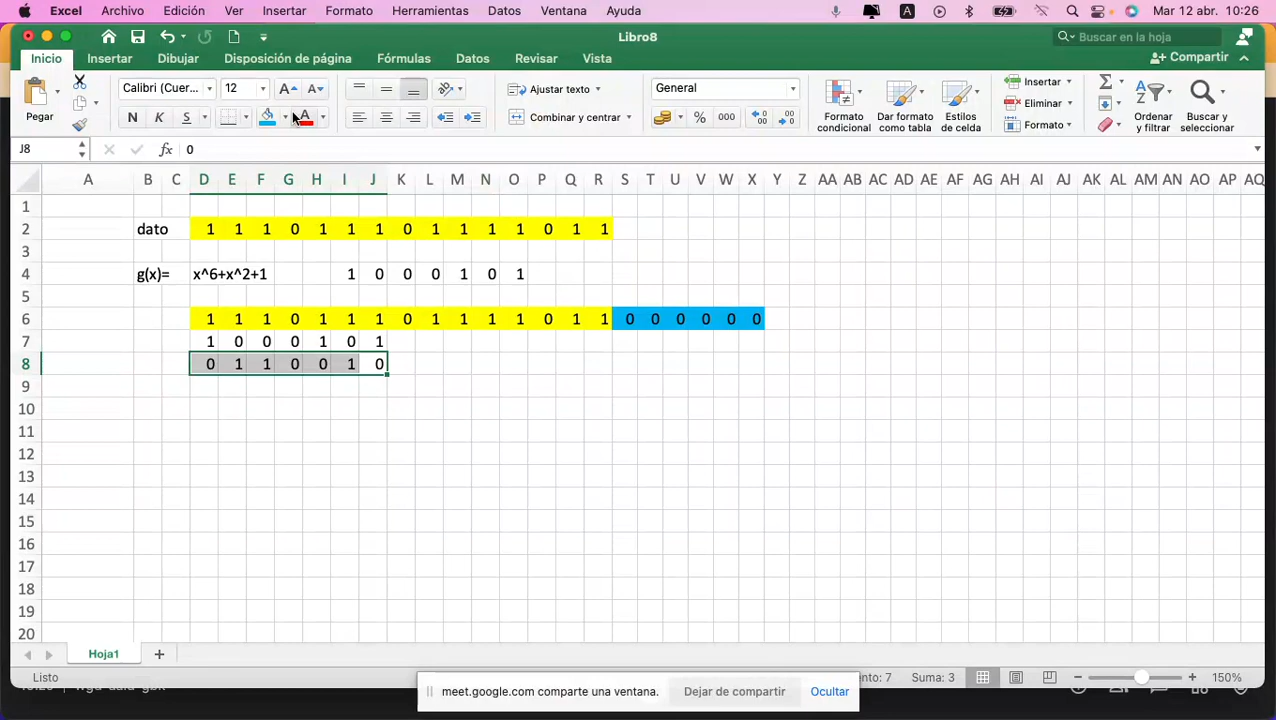 Excel Archivo Edición Ver Insertar Formato Herramientas Datos Ventana Ayuda A Mar 12 abr. 10:26
Libro8 Buscar en la hoja
Inicio Insertar Dibujar Disposición de página Fórmulas Datos Revisar Vista Compartir
Calibri (Cuer... 12 A A ab Ajustar texto General Insertar Σ
Pegar N K S A Combinar y centrar % 000 Formato condicional Dar formato como tabla Estilos de celda Eliminar Formato Ordenar y filtrar Buscar y seleccionar
J8 fx 0
A B C D E F G H I J K L M N O P Q R S T U V W X Y Z AA AB AC AD AE AF AG AH AI AJ AK AL AM AN AO AP AQ
1
2 dato 1 1 1 0 1 1 1 0 1 1 1 1 0 1 1
3
4 g(x)= x^6+x^2+1 1 0 0 0 1 0 1
5
6 1 1 1 0 1 1 1 0 1 1 1 1 0 1 1 0 0 0 0 0 0
7 1 0 0 0 1 0 1
8 0 1 1 0 0 1 0
9
10
11
12
13
14
15
16
17
18
19
20
Hoja1 +
Listo ento: 7 Suma: 3 150%
meet.google.com comparte una ventana. Dejar de compartir Ocultar